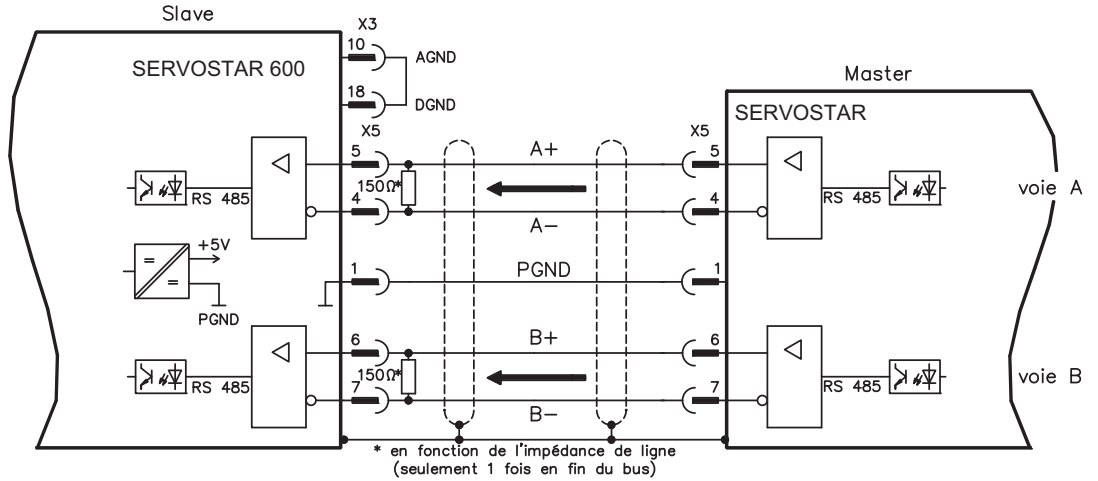 Slave
X3
10
AGND
SERVOSTAR 600
18
DGND
Master
SERVOSTAR
X5
X5
5
A+
5
150Ω*
RS 485
RS 485
voie A
4
A−
4
+5V
=
=
PGND
1
PGND
1
6
B+
6
150Ω*
RS 485
RS 485
voie B
7
B−
7
* en fonction de l'impédance de ligne
(seulement 1 fois en fin du bus)